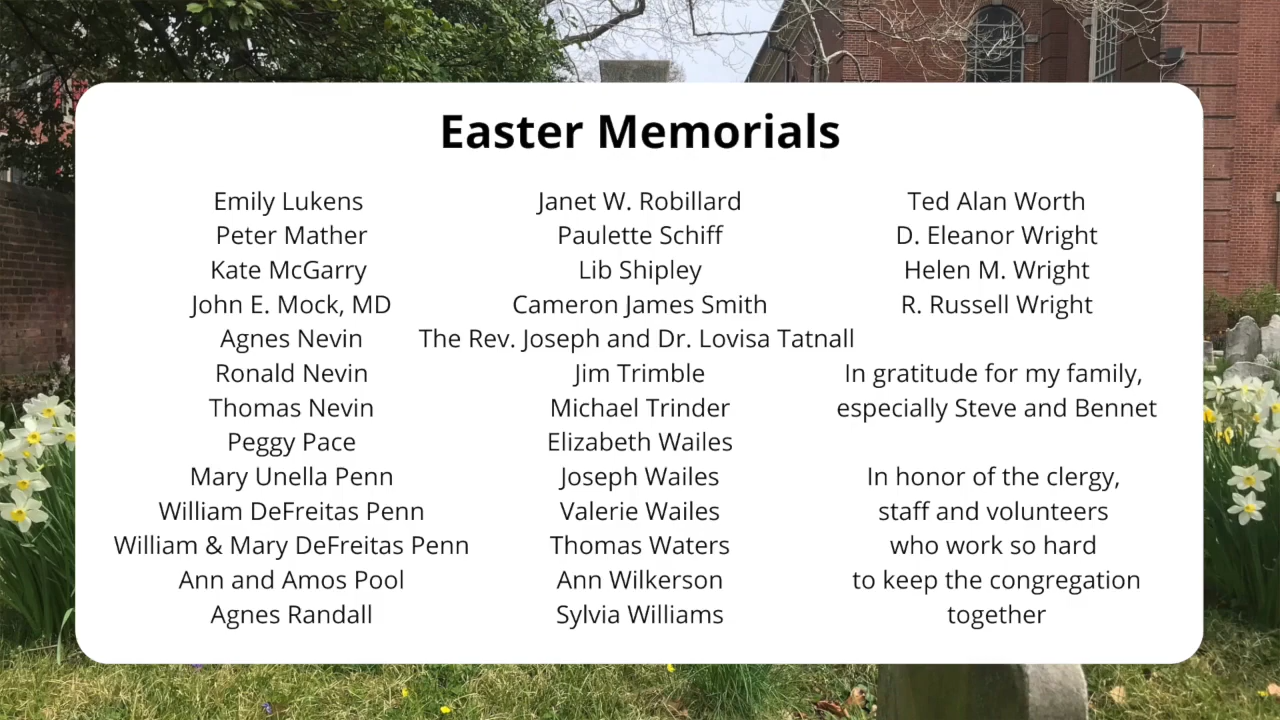 Easter Memorials
Emily Lukens
Peter Mather
Kate McGarry
John E. Mock, MD
Agnes Nevin
Ronald Nevin
Thomas Nevin
Peggy Pace
Mary Unella Penn
William DeFreitas Penn
William & Mary DeFreitas Penn
Ann and Amos Pool
Agnes Randall
Janet W. Robillard
Paulette Schiff
Lib Shipley
Cameron James Smith
The Rev. Joseph and Dr. Lovisa Tatnall
Jim Trimble
Michael Trinder
Elizabeth Wailes
Joseph Wailes
Valerie Wailes
Thomas Waters
Ann Wilkerson
Sylvia Williams
Ted Alan Worth
D. Eleanor Wright
Helen M. Wright
R. Russell Wright
In gratitude for my family,
especially Steve and Bennet
In honor of the clergy,
staff and volunteers
who work so hard
to keep the congregation
together